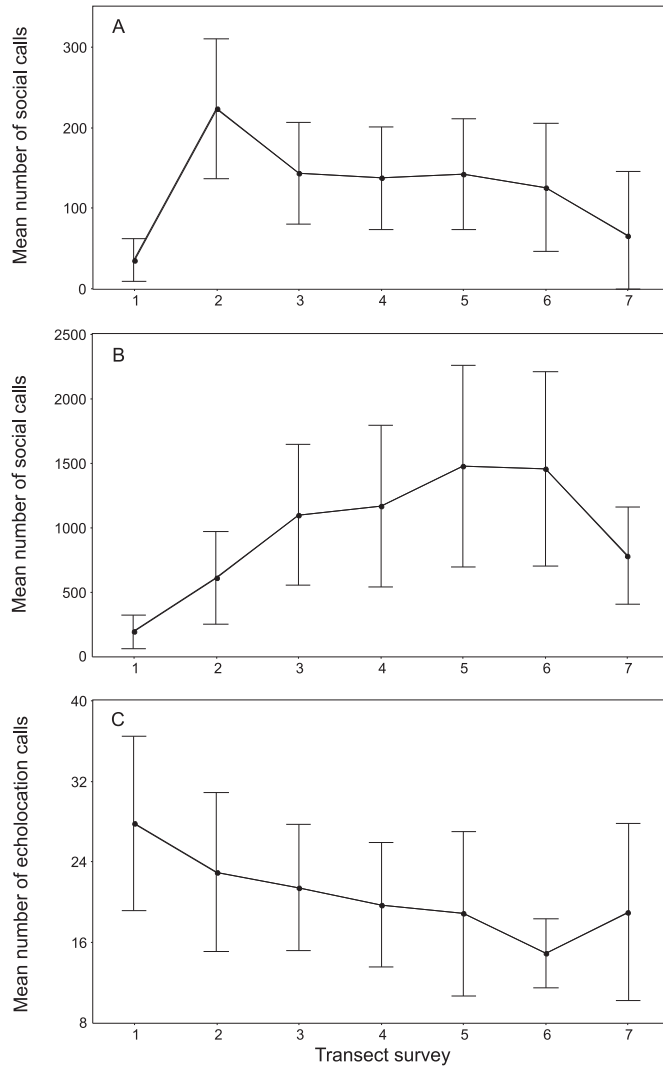 A
Mean number of social calls
300
200
100
0
1 2 3 4 5 6 7
B
Mean number of social calls
2500
2000
1500
1000
500
0
1 2 3 4 5 6 7
C
Mean number of echolocation calls
40
32
24
16
8
1 2 3 4 5 6 7
Transect survey